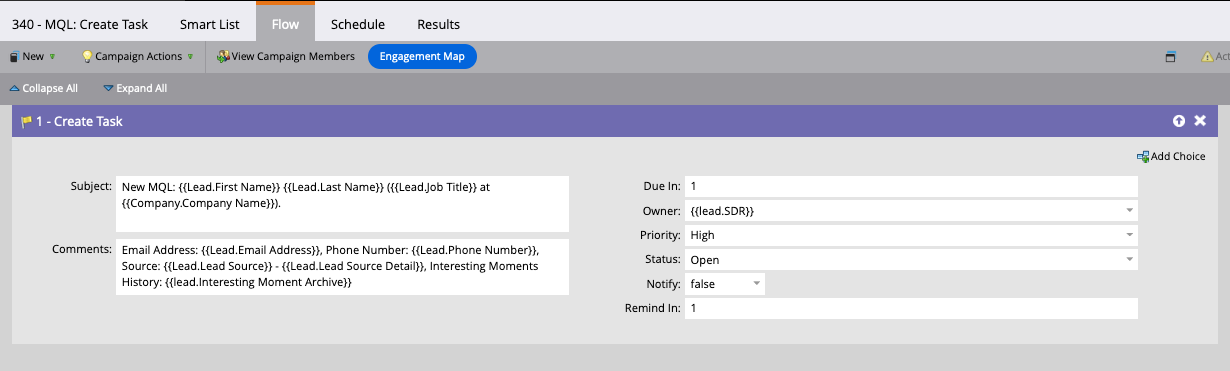 340 - MQL: Create Task Smart List Flow Schedule Results
New Campaign Actions View Campaign Members Engagement Map Act
Collapse All Expand All
1 - Create Task
Add Choice
Subject: New MQL: {{Lead.First Name}} {{Lead.Last Name}} ({{Lead.Job Title}} at
{{Company.Company Name}}).
Comments: Email Address: {{Lead.Email Address}}, Phone Number: {{Lead.Phone Number}},
Source: {{Lead.Lead Source}} - {{Lead.Lead Source Detail}}, Interesting Moments
History: {{lead.Interesting Moment Archive}}
Due In: 1
Owner: {{lead.SDR}}
Priority: High
Status: Open
Notify: false
Remind In: 1